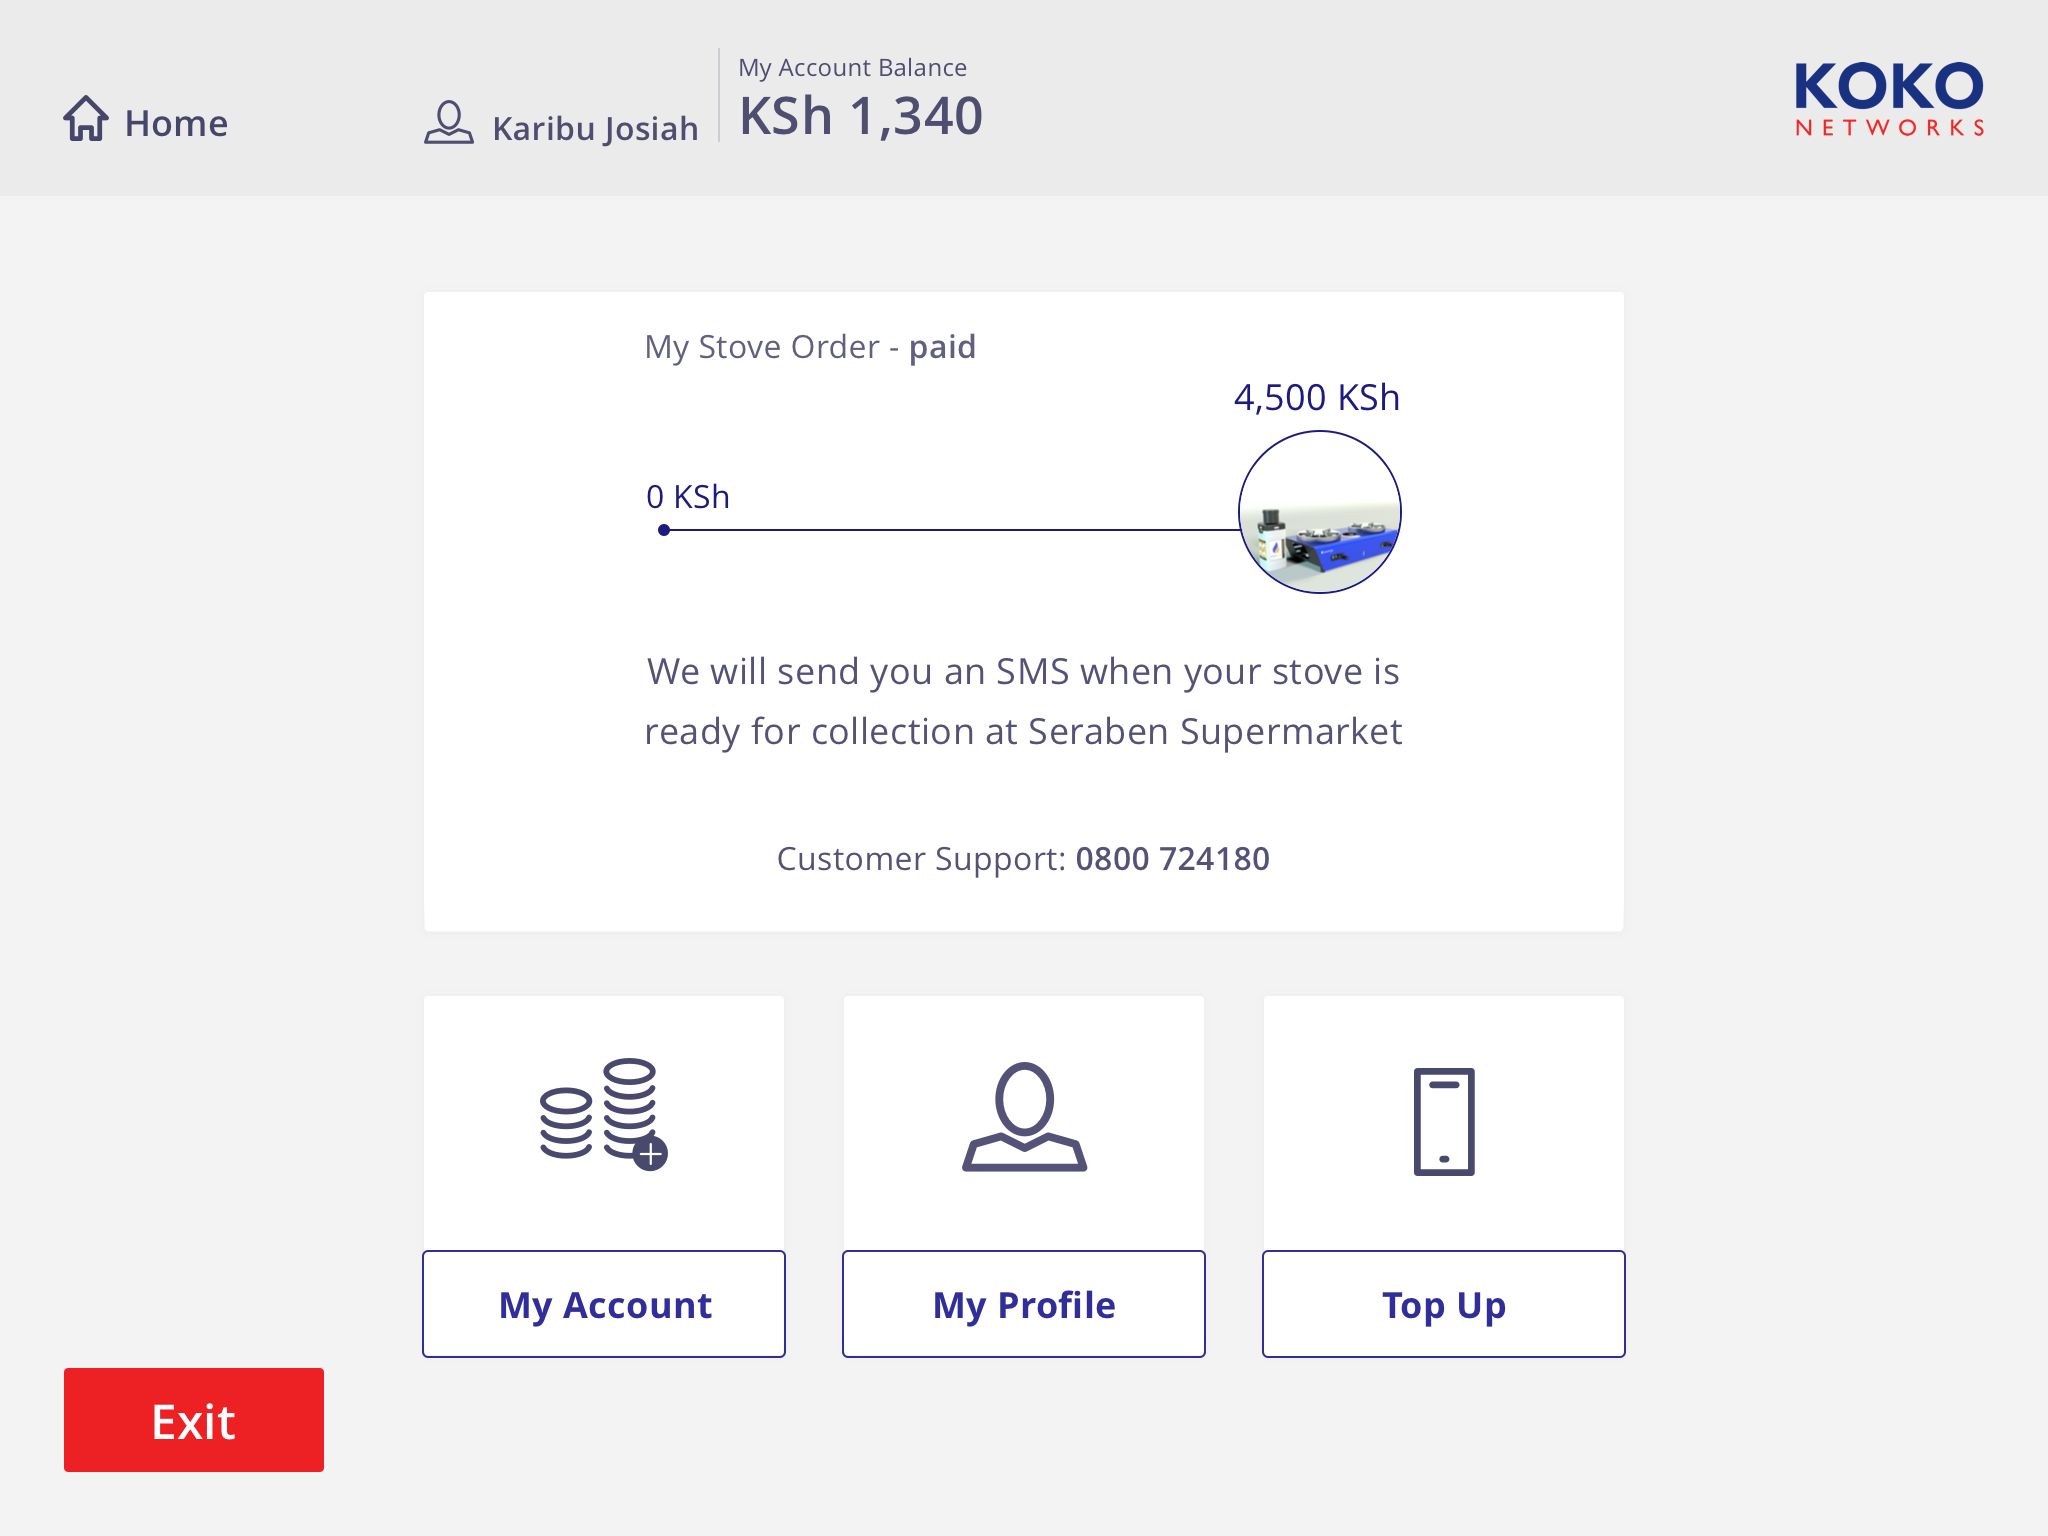 Home
Karibu Josiah
My Account Balance
KSh 1,340
KOKO
NETWORKS
My Stove Order - paid
4,500 KSh
0 KSh
We will send you an SMS when your stove is
ready for collection at Seraben Supermarket
Customer Support: 0800 724180
My Account
My Profile
Top Up
Exit